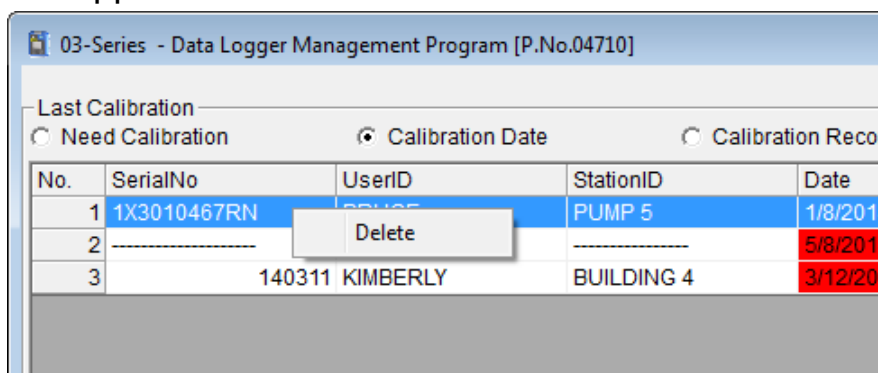 03-Series - Data Logger Management Program [P.No.04710]
Last Calibration
Need Calibration Calibration Date Calibration Reco
No. SerialNo UserID StationID Date
1 1X3010467RN PUMP 5 1/8/201
Delete
2 -------------------- ---------------- 5/8/201
3 140311 KIMBERLY BUILDING 4 3/12/20